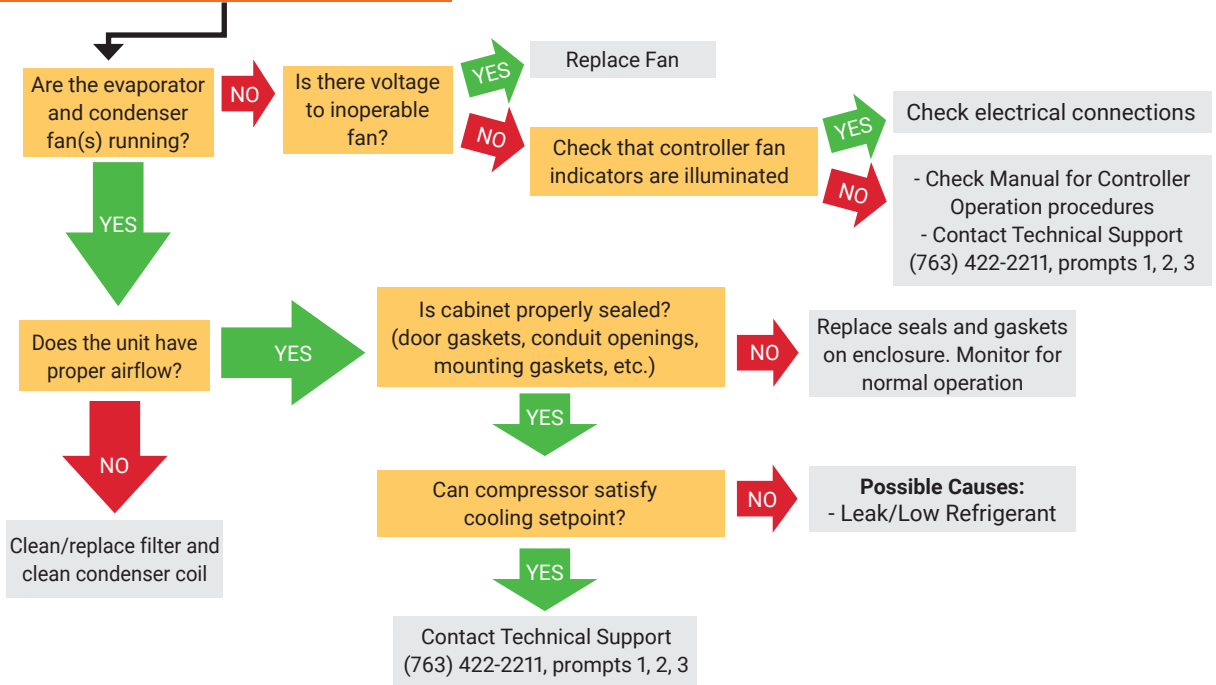 Are the evaporator
and condenser
fan(s) running?
NO
Is there voltage
to inoperable
fan?
YES
Replace Fan
NO
Check that controller fan
indicators are illuminated
YES
Check electrical connections
NO
- Check Manual for Controller
Operation procedures
- Contact Technical Support
(763) 422-2211, prompts 1, 2, 3
YES
Does the unit have
proper airflow?
YES
Is cabinet properly sealed?
(door gaskets, conduit openings,
mounting gaskets, etc.)
NO
Replace seals and gaskets
on enclosure. Monitor for
normal operation
NO
Clean/replace filter and
clean condenser coil
YES
Can compressor satisfy
cooling setpoint?
NO
Possible Causes:
- Leak/Low Refrigerant
YES
Contact Technical Support
(763) 422-2211, prompts 1, 2, 3